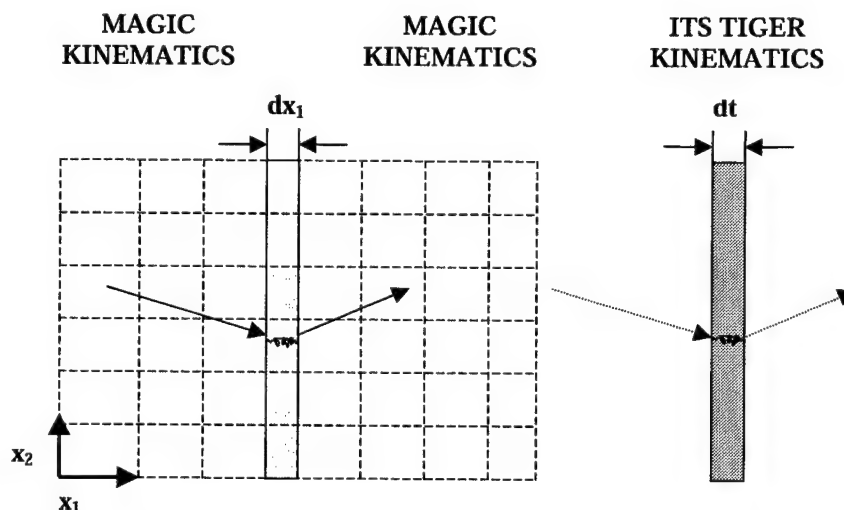 MAGIC
KINEMATICS
MAGIC
KINEMATICS
ITS TIGER
KINEMATICS
dx₁
dt
x₂
x₁